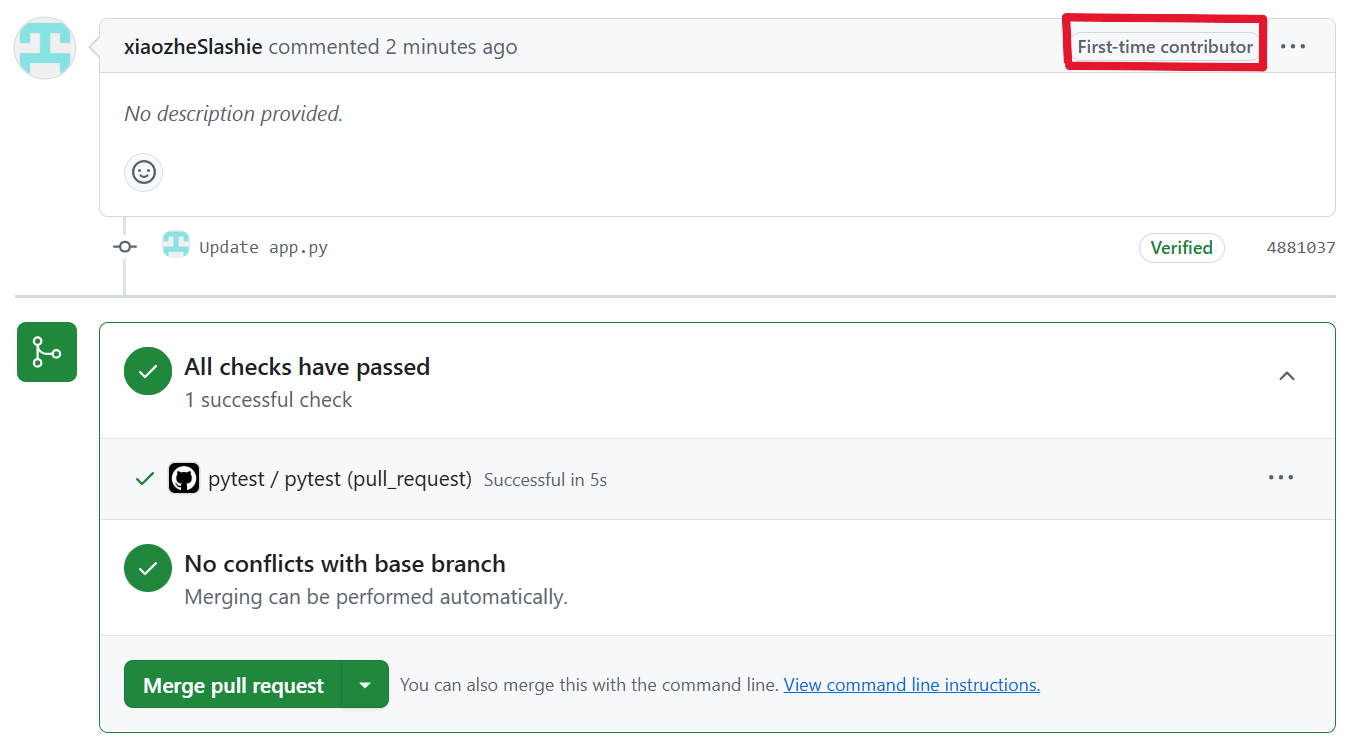 xiaozheSlashie commented 2 minutes ago First-time contributor
No description provided.
Update app.py Verified 4881037
All checks have passed
1 successful check
pytest / pytest (pull_request) Successful in 5s
No conflicts with base branch
Merging can be performed automatically.
Merge pull request You can also merge this with the command line. View command line instructions.